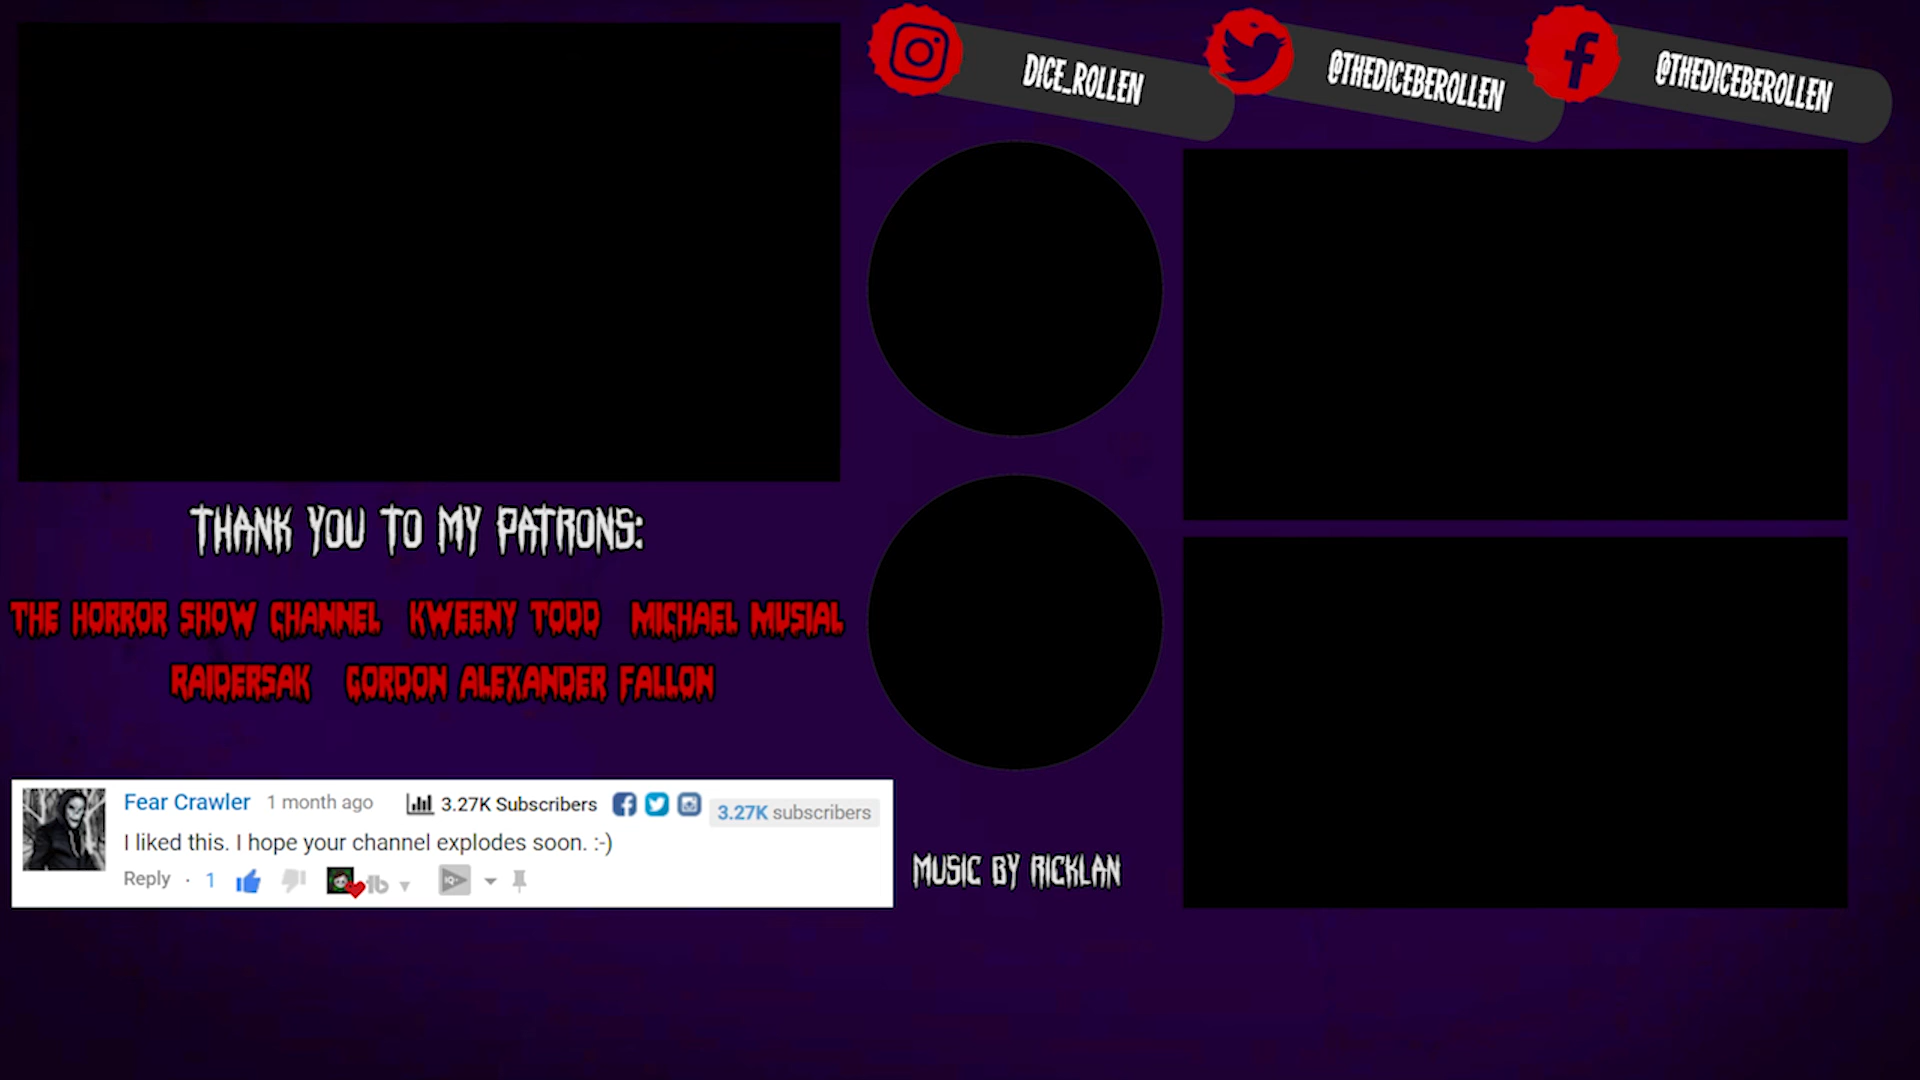 DICE_ROLLEN
@THEDICEBEROLLEN
@THEDICEBEROLLEN
THANK YOU TO MY PATRONS:
THE HORROR SHOW CHANNEL KWEENY TODD MICHAEL MUSIAL
RAIDERSAK GORDON ALEXANDER FALLON
Fear Crawler 1 month ago 3.27K Subscribers 3.27K subscribers
I liked this. I hope your channel explodes soon. :-)
Reply · 1
MUSIC BY RICKLAN